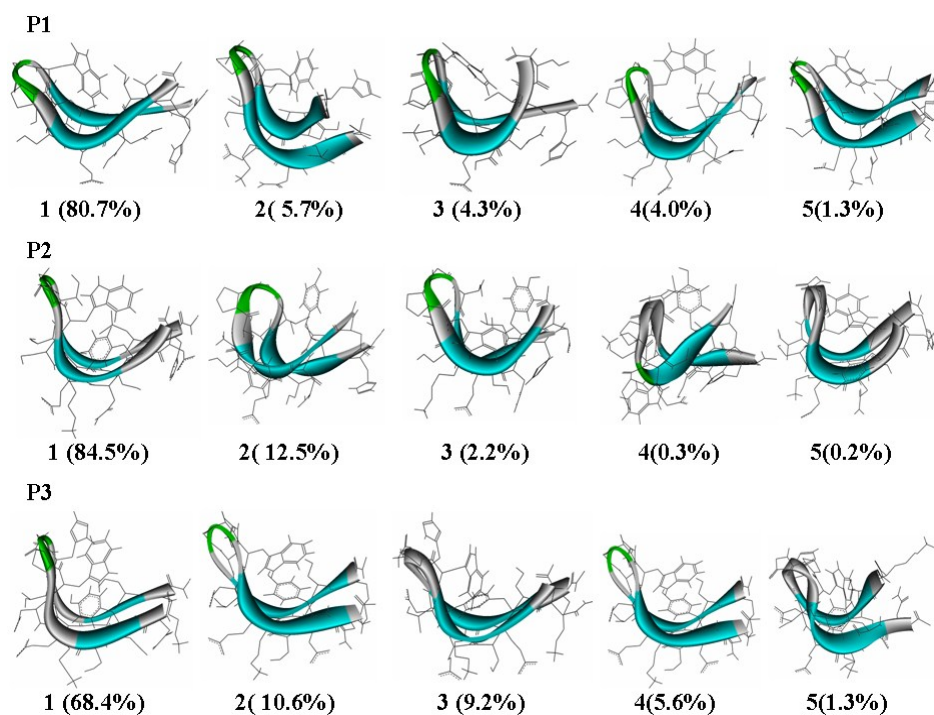 P1
1 (80.7%) 2( 5.7%) 3 (4.3%) 4(4.0%) 5(1.3%)
P2
1 (84.5%) 2( 12.5%) 3 (2.2%) 4(0.3%) 5(0.2%)
P3
1 (68.4%) 2( 10.6%) 3 (9.2%) 4(5.6%) 5(1.3%)